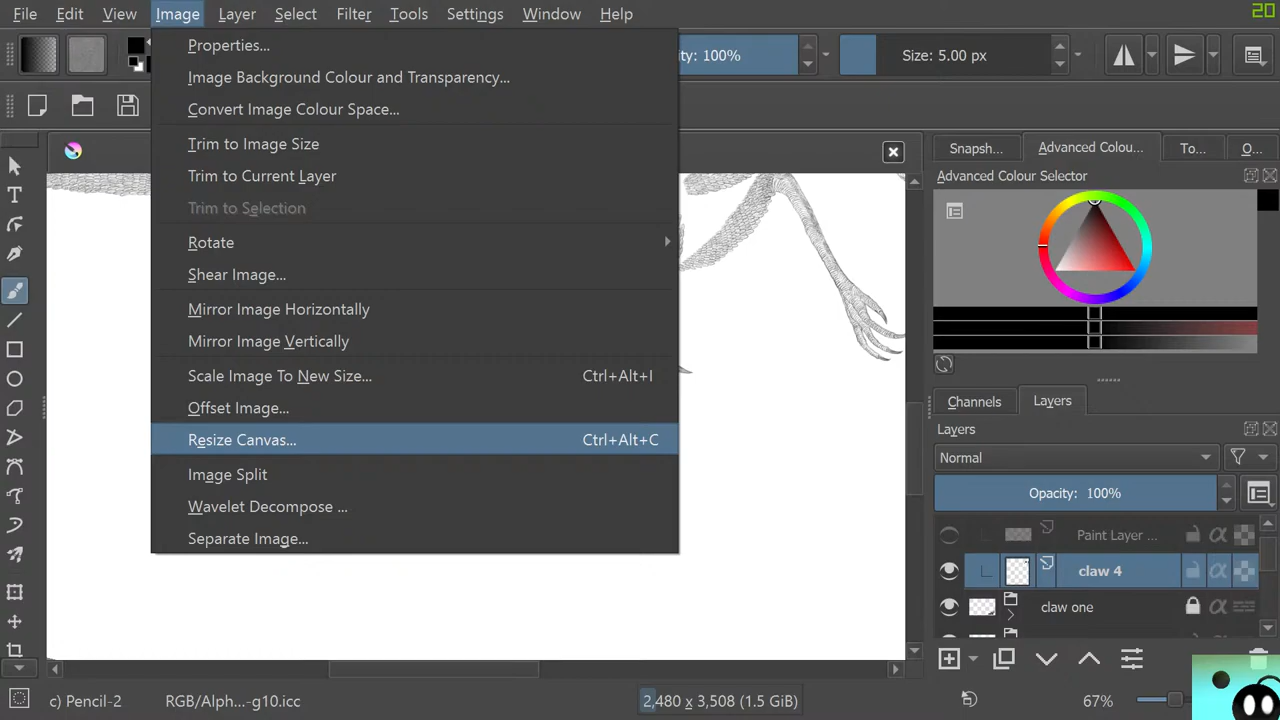 File Edit View Image Layer Select Filter Tools Settings Window Help
20
Properties...
Image Background Colour and Transparency...
Convert Image Colour Space...
Trim to Image Size
Trim to Current Layer
Trim to Selection
Rotate
Shear Image...
Mirror Image Horizontally
Mirror Image Vertically
Scale Image To New Size... Ctrl+Alt+I
Offset Image...
Resize Canvas... Ctrl+Alt+C
Image Split
Wavelet Decompose ...
Separate Image...
ity: 100%
Size: 5.00 px
Snapsh... Advanced Colou... To... O...
Advanced Colour Selector
Channels Layers
Layers
Normal
Opacity: 100%
Paint Layer ...
claw 4
claw one
c) Pencil-2 RGB/Alph...-g10.icc 2,480 x 3,508 (1.5 GiB) 67%